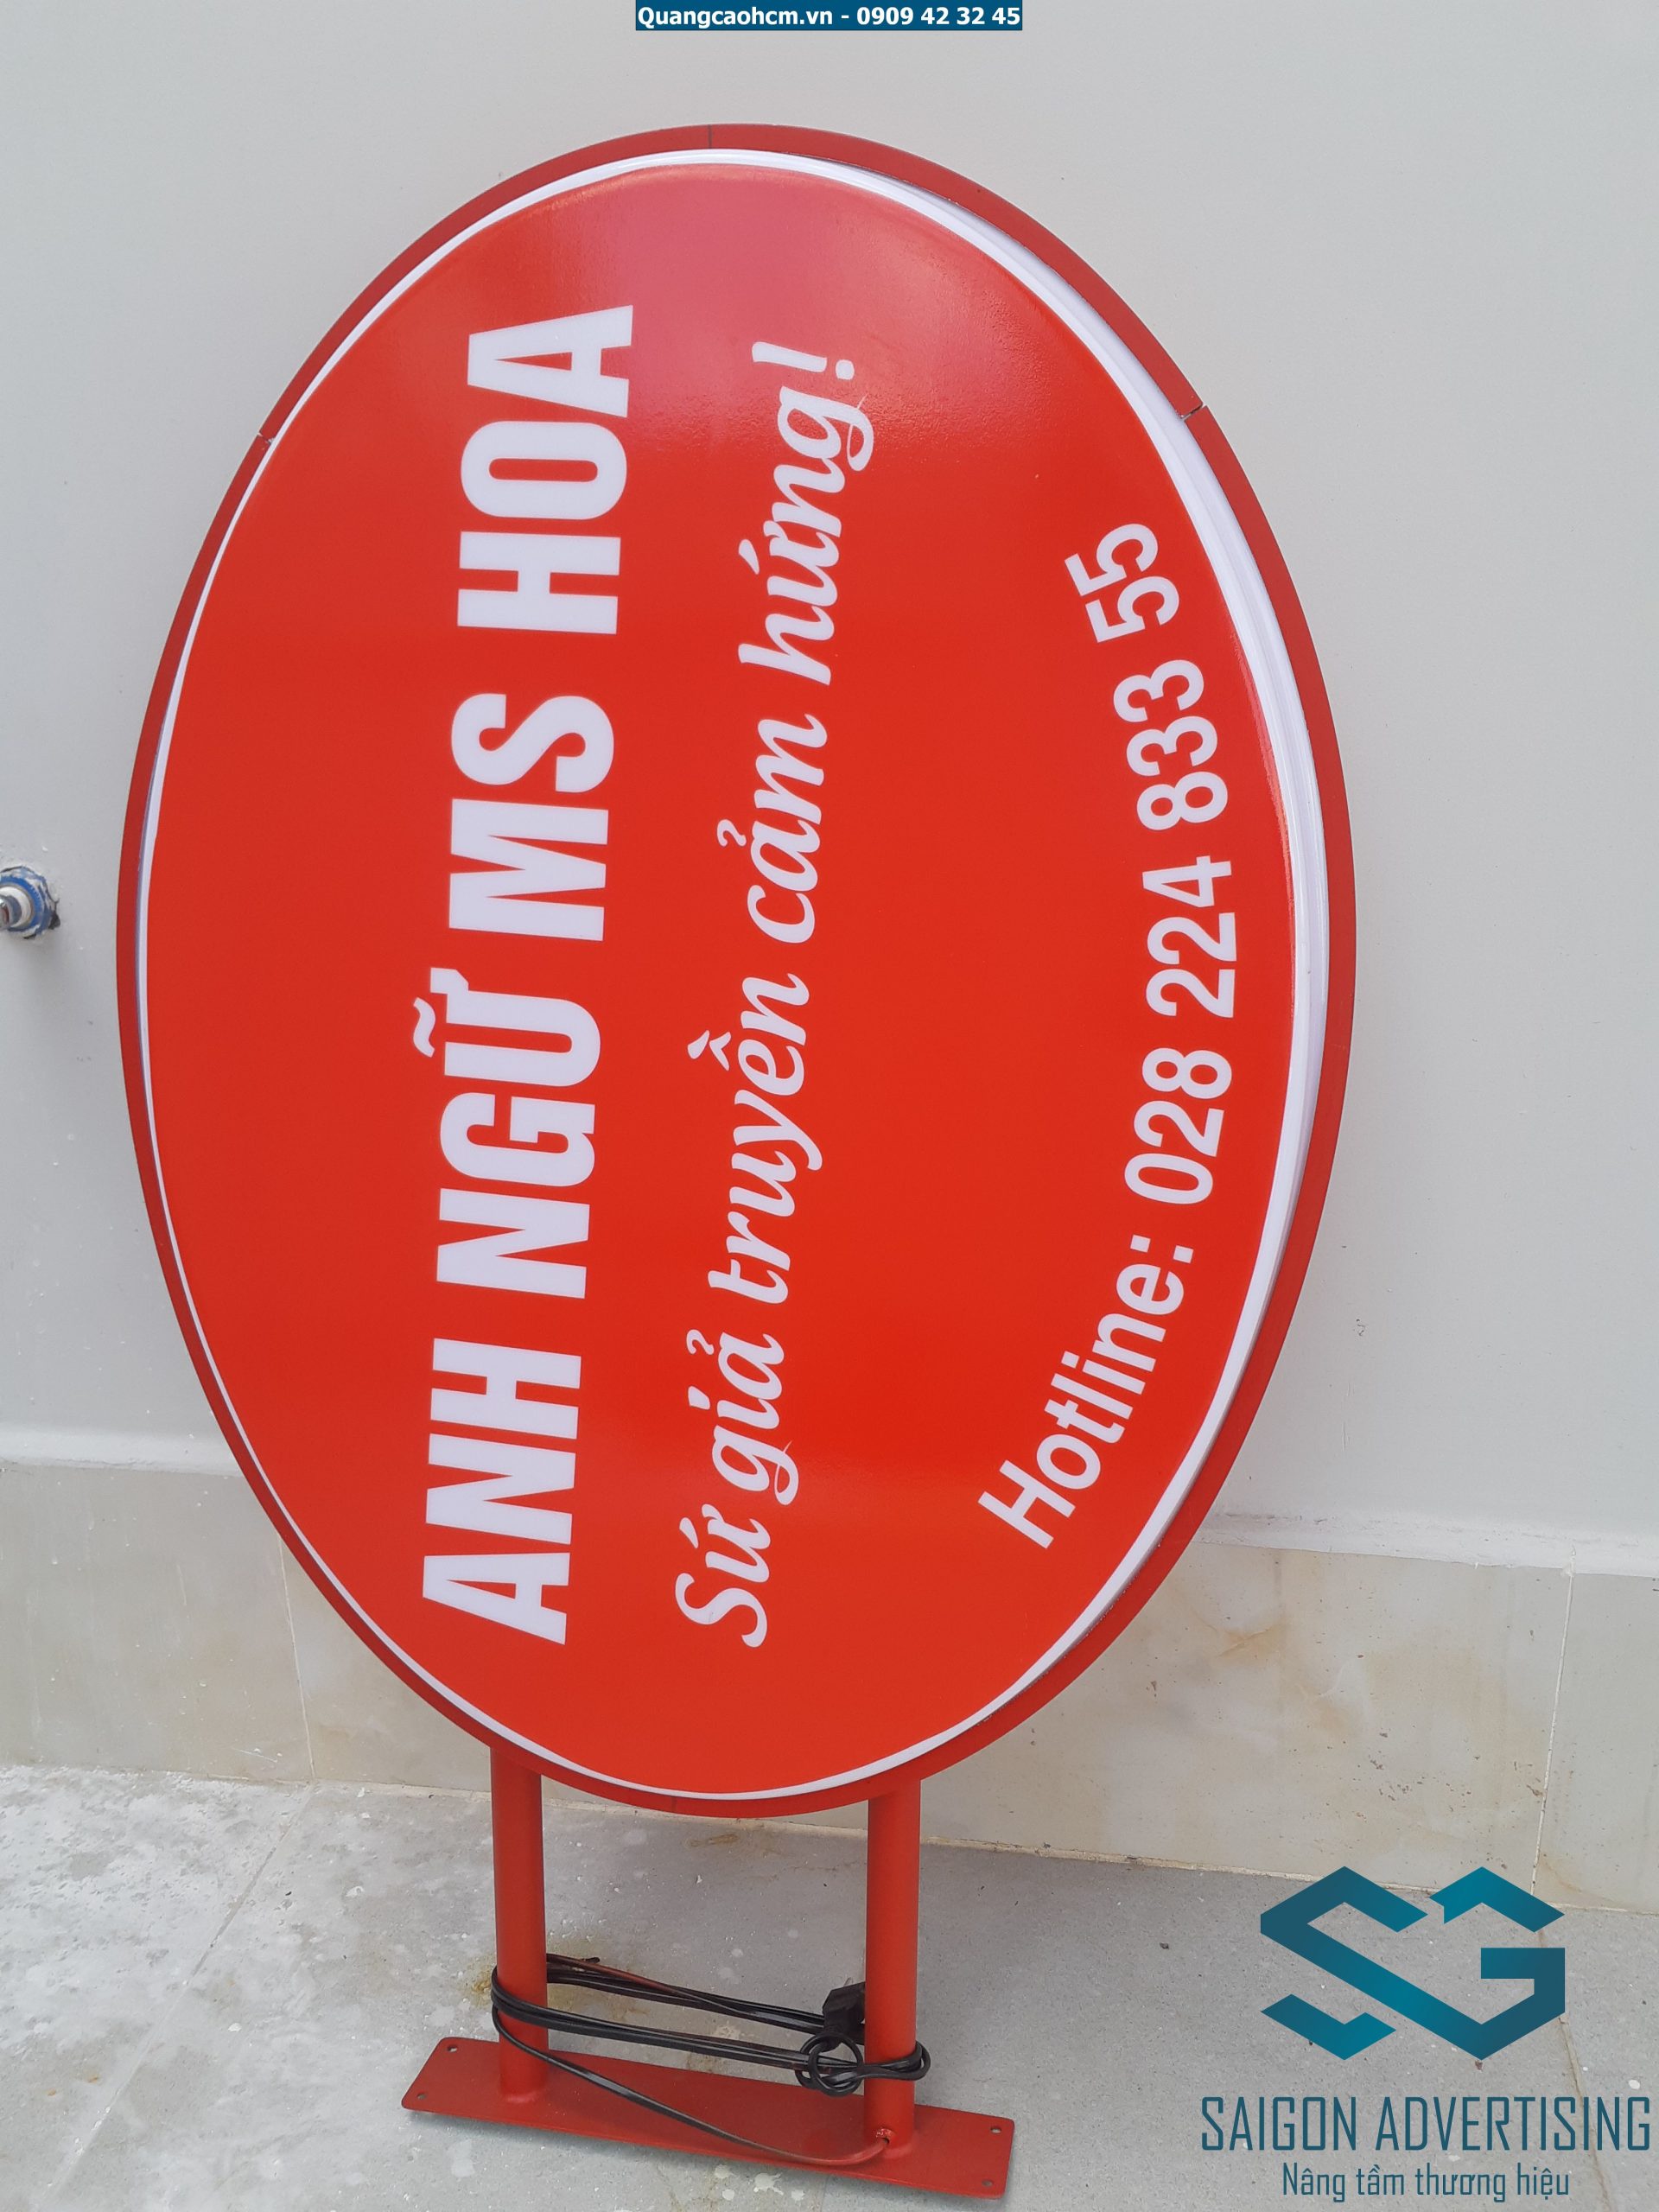 Quangcaohcm.vn - 0909 42 32 45
ANH NGỮ MS HOA
Sứ giả truyền cảm hứng!
Hotline: 028 224 833 55
SG
SAIGON ADVERTISING
Nâng tầm thương hiệu